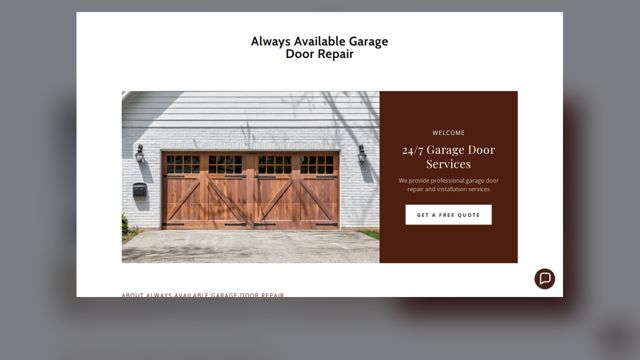 Always Available Garage
Door Repair
WELCOME
24/7 Garage Door
Services
We provide professional garage door
repair and installation services
GET A FREE QUOTE
ABOUT ALWAYS AVAILABLE GARAGE DOOR REPAIR